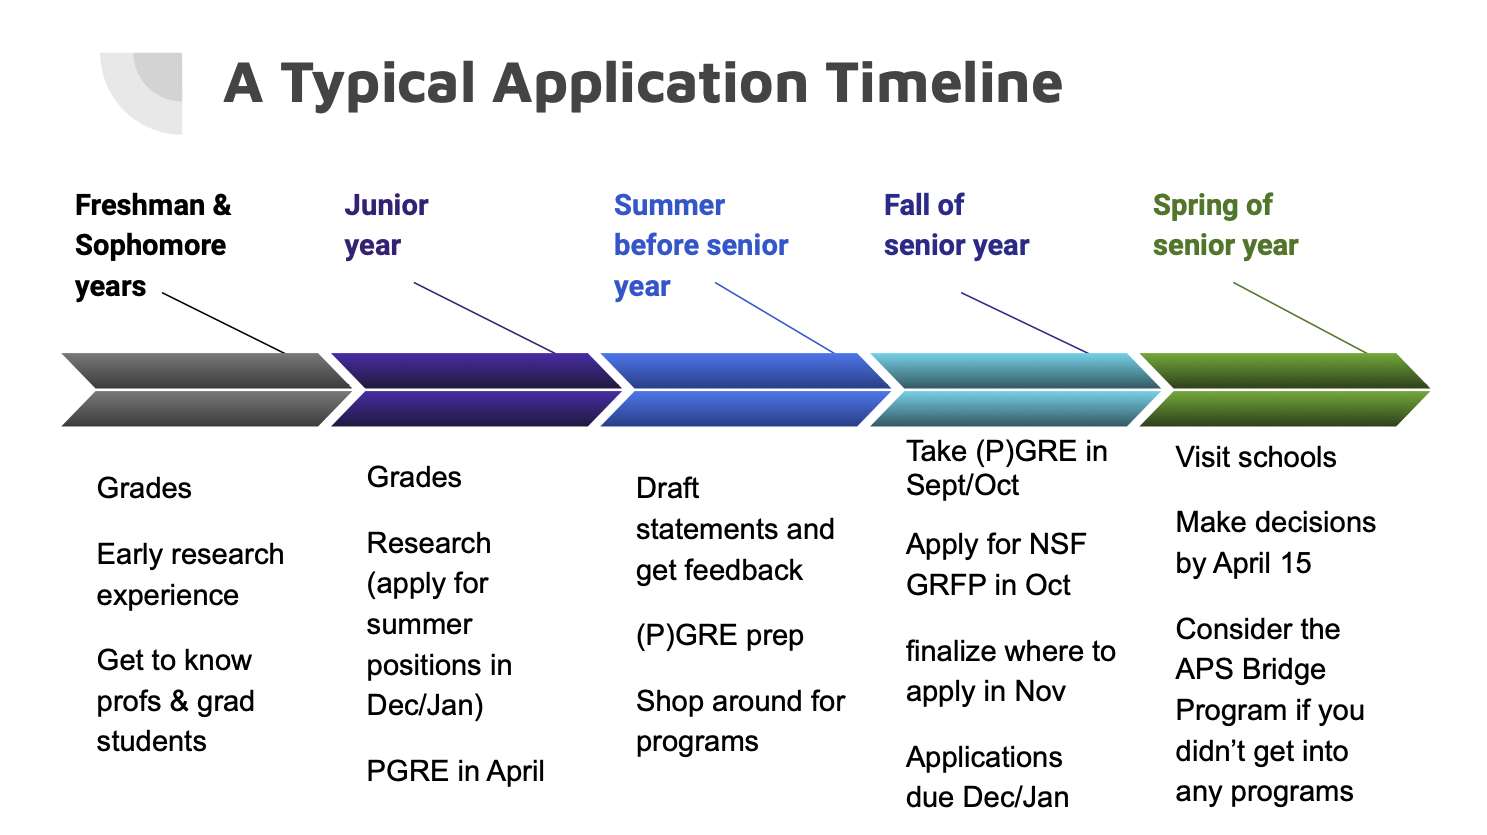 A Typical Application Timeline
Freshman &
Sophomore
years
Junior
year
Summer
before senior
year
Fall of
senior year
Spring of
senior year
Grades
Early research
experience
Get to know
profs & grad
students
Grades
Research
(apply for
summer
positions in
Dec/Jan)
PGRE in April
Draft
statements and
get feedback
(P)GRE prep
Shop around for
programs
Take (P)GRE in
Sept/Oct
Apply for NSF
GRFP in Oct
finalize where to
apply in Nov
Applications
due Dec/Jan
Visit schools
Make decisions
by April 15
Consider the
APS Bridge
Program if you
didn’t get into
any programs